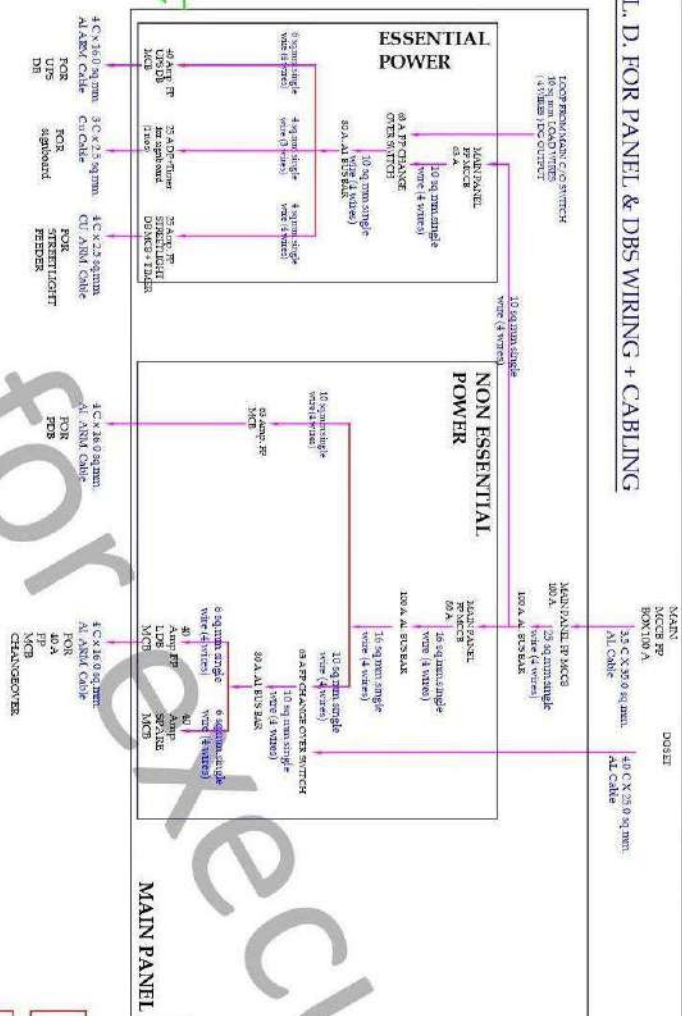 L. D. FOR PANEL & DBS WIRING + CABLING
MAIN
MCCB FP
BOX 100 A
DGSET
3.5 C X 35.0 sq.mm.
AL Cable
4.0 C X 25.0 sq.mm.
AL Cable
MAIN PANEL FP MCCB
100 A.
25 sq.mm.single
wire (4 wires)
100 A. AL BUS BAR
10 sq.mm.single
wire (4 wires)
ESSENTIAL
POWER
LOOP FROM MAIN C/O SWITCH
10 sq.mm. LOAD WIRES
( 4 WIRES ) DG OUTPUT
MAIN PANEL
FP MCCB
63 A.
10 sq.mm.single
wire (4 wires)
63 A FP CHANGE
OVER SWITCH
10 sq.mm.single
wire (4 wires)
80 A. Al BUS BAR
6 sq.mm.single
wire (4 wires)
4 sq.mm.single
wire (3 wires)
4 sq.mm.single
wire (4 wires)
40 Amp. FP
UPS DB
MCB
25 A DP+Timer
for signboard
25 Amp. FP
STREETLIGHT
DB MCB + TIMER
4 C x 16.0 sq.mm.
Al ARM. Cable
3 C x 2.5 sq.mm.
Cu Cable
4 C x 2.5 sq.mm
CU. ARM. Cable
FOR
UPS
DB
FOR
signboard
FOR
STREETLIGHT
FEEDER
NON ESSENTIAL
POWER
MAIN PANEL
FP MCCB
16 sq.mm.single
wire (4 wires)
100 A. AL BUS BAR
16 sq.mm.single
wire (4 wires)
10 sq.mm.single
wire (4 wires)
10 sq.mm.single
wire (4 wires)
63 A FP CHANGE OVER SWITCH
10 sq.mm.single
wire (4 wires)
80 A. Al BUS BAR
63 Amp. FP
MCB
6 sq.mm.single
wire (4 wires)
6 sq.mm.single
wire (4 wires)
40
Amp FP
LDB
MCB
40
Amp
SPARE
MCB
4 C x 16.0 sq.mm.
Al. ARM. Cable
4 C x 16.0 sq.mm.
Al ARM. Cable
FOR
PDB
FOR
40 A
FP
MCB
CHANGEOVER
MAIN PANEL
for execu